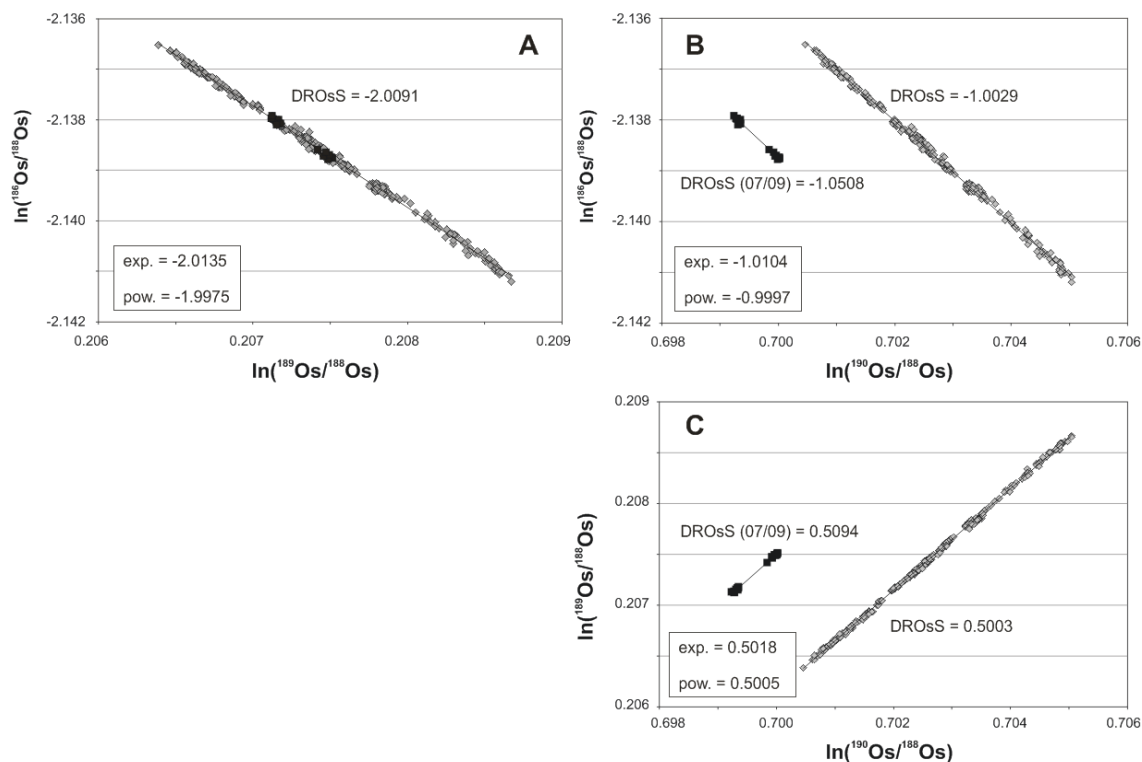 A
ln(¹⁸⁶Os/¹⁸⁸Os)
-2.136
-2.138
-2.140
-2.142
DROsS = -2.0091
exp. = -2.0135
pow. = -1.9975
0.206
0.207
0.208
0.209
ln(¹⁸⁹Os/¹⁸⁸Os)
B
ln(¹⁸⁶Os/¹⁸⁸Os)
-2.136
-2.138
-2.140
-2.142
DROsS = -1.0029
DROsS (07/09) = -1.0508
exp. = -1.0104
pow. = -0.9997
0.698
0.700
0.702
0.704
0.706
ln(¹⁹⁰Os/¹⁸⁸Os)
C
ln(¹⁸⁹Os/¹⁸⁸Os)
0.209
0.208
0.207
0.206
DROsS (07/09) = 0.5094
DROsS = 0.5003
exp. = 0.5018
pow. = 0.5005
0.698
0.700
0.702
0.704
0.706
ln(¹⁹⁰Os/¹⁸⁸Os)